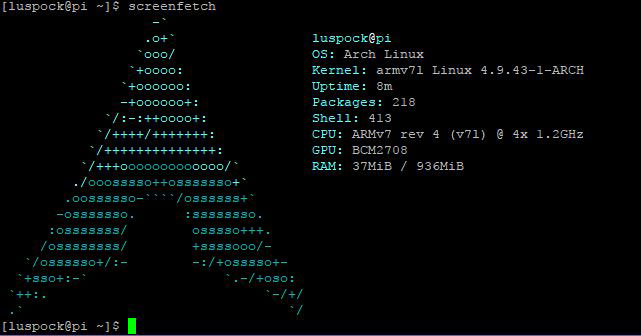 [luspock@pi ~]$ screenfetch
-`
.o+`
luspock@pi
`ooo/
OS: Arch Linux
`+oooo:
Kernel: armv7l Linux 4.9.43-1-ARCH
`+oooooo:
Uptime: 8m
-+oooooo+:
Packages: 218
`/:-:++oooo+:
Shell: 413
`/++++/+++++++:
CPU: ARMv7 rev 4 (v7l) @ 4x 1.2GHz
`/++++++++++++++:
GPU: BCM2708
`/+++ooooooooooooo/`
RAM: 37MiB / 936MiB
./ooosssso++osssssso+`
.oossssso-````/ossssss+`
-osssssso.      :ssssssso.
:osssssss/        osssso+++.
/ossssssss/        +ssssooo/-
`/ossssso+/:-        -:/+osssso+-
`+sso+:-`                 `.-/+oso:
`++:.                           `-/+/
.`                                 `/
[luspock@pi ~]$